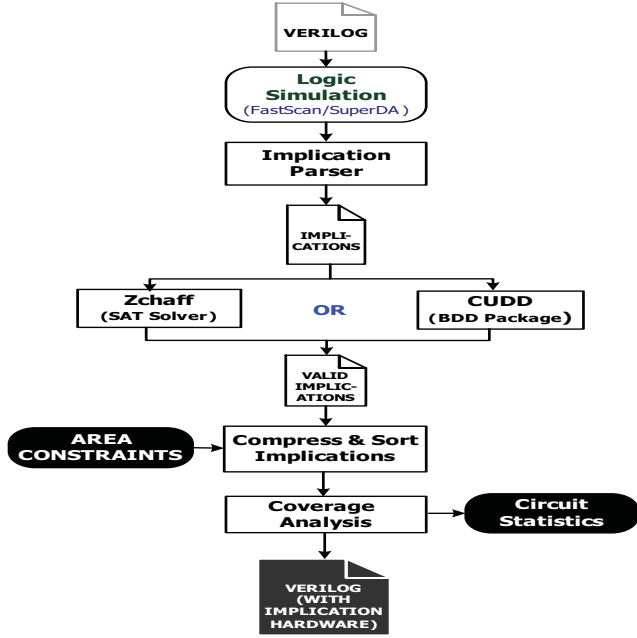 VERILOG
Logic
Simulation
(FastScan/SuperDA)
Implication
Parser
IMPLI-
CATIONS
Zchaff
(SAT Solver)
OR
CUDD
(BDD Package)
VALID
IMPLIC-
ATIONS
AREA
CONSTRAINTS
Compress & Sort
Implications
Coverage
Analysis
Circuit
Statistics
VERILOG
(WITH
IMPLICATION
HARDWARE)